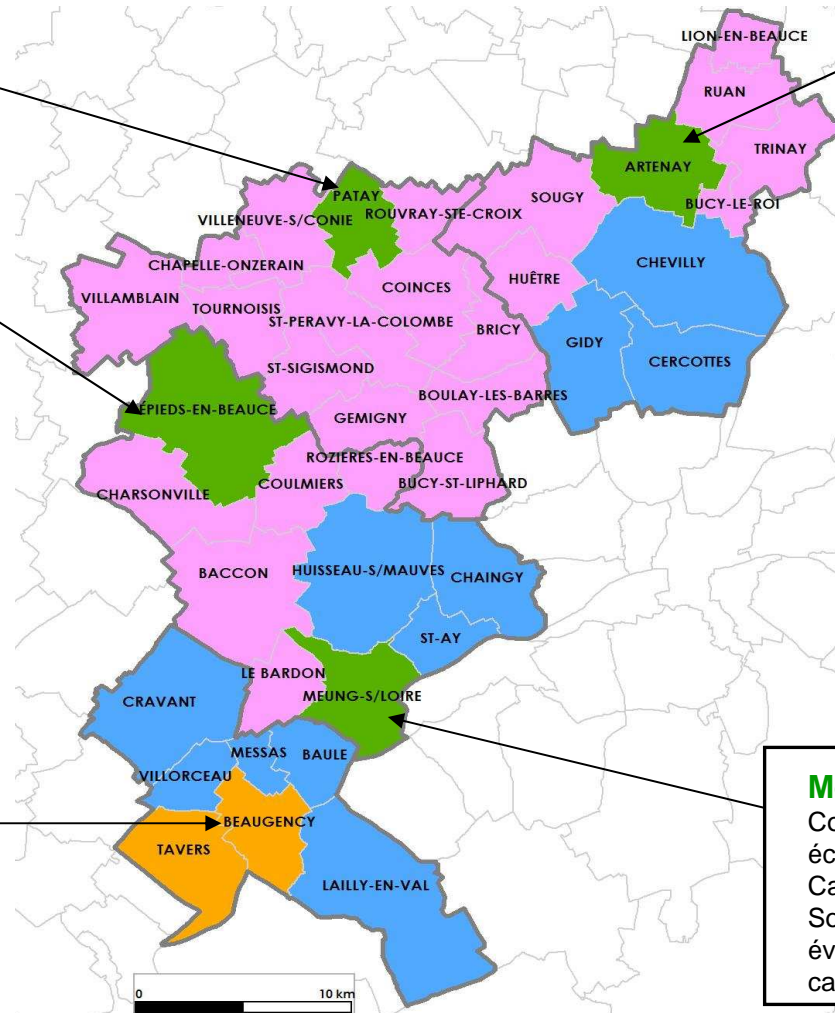 LION-EN-BEAUCE
RUAN
TRINAY
ARTENAY
BUCY-LE-ROI
PATAY
SOUGY
ROUVRAY-STE-CROIX
VILLENEUVE-S/CONIE
CHEVILLY
CHAPELLE-ONZERAIN
HUÊTRE
COINCES
VILLAMBLAIN
TOURNOISIS
ST-PERAVY-LA-COLOMBE
BRICY
GIDY
CERCOTTES
ST-SIGISMOND
BOULAY-LES-BARRES
ÉPIEDS-EN-BEAUCE
GEMIGNY
ROZIERES-EN-BEAUCE
COULMIERS
BUCY-ST-LIPHARD
CHARSONVILLE
BACCON
HUISSEAU-S/MAUVES
CHAINGY
ST-AY
LE BARDON
MEUNG-S/LOIRE
CRAVANT
MESSAS
BAULE
VILLORCEAU
BEAUGENCY
TAVERS
LAILLY-EN-VAL
0
10 km
M
Co
éc
Ca
So
év
ca